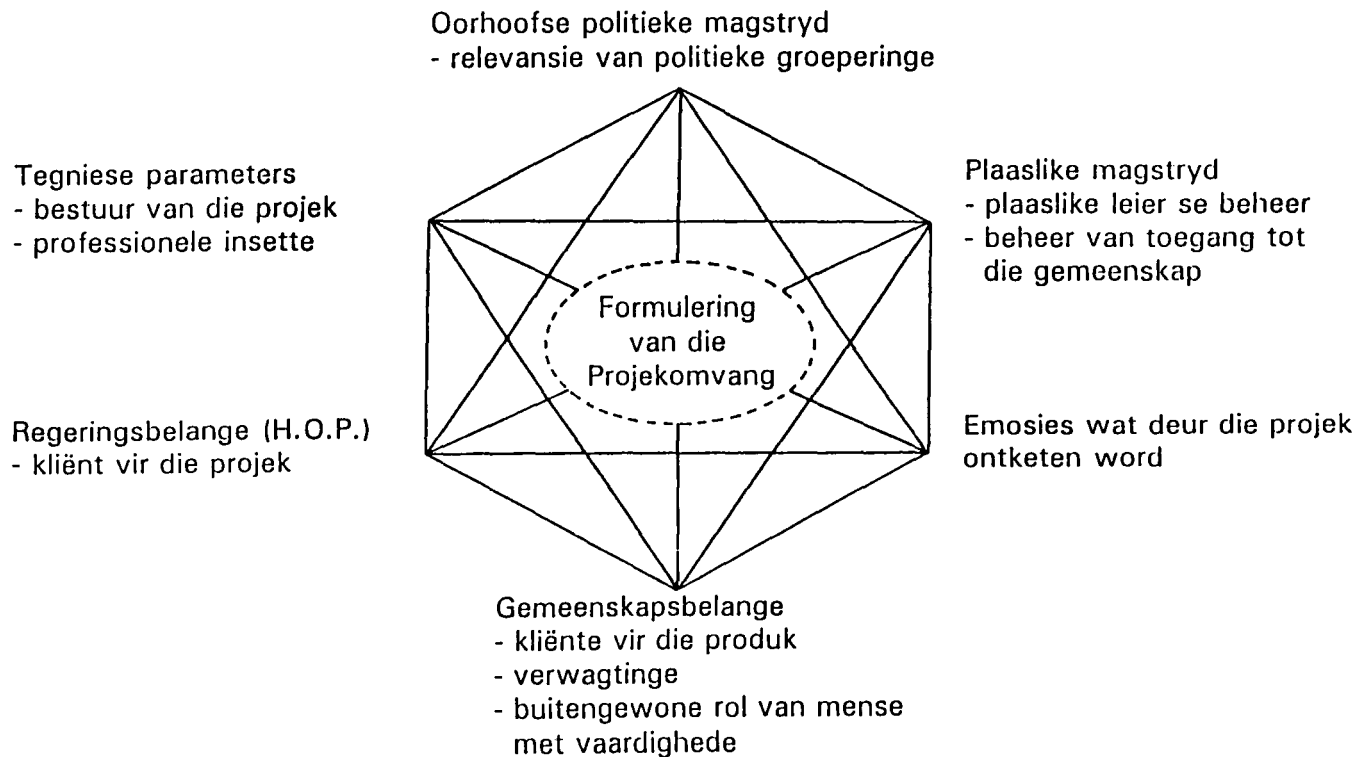 Oorhoofse politieke magstryd
- relevansie van politieke groeperinge
Tegniese parameters
- bestuur van die projek
- professionele insette
Plaaslike magstryd
- plaaslike leier se beheer
- beheer van toegang tot
die gemeenskap
Formulering
van die
Projekomvang
Regeringsbelange (H.O.P.)
- kliënt vir die projek
Emosies wat deur die projek
ontketen word
Gemeenskapsbelange
- kliënte vir die produk
- verwagtinge
- buitengewone rol van mense
met vaardighede